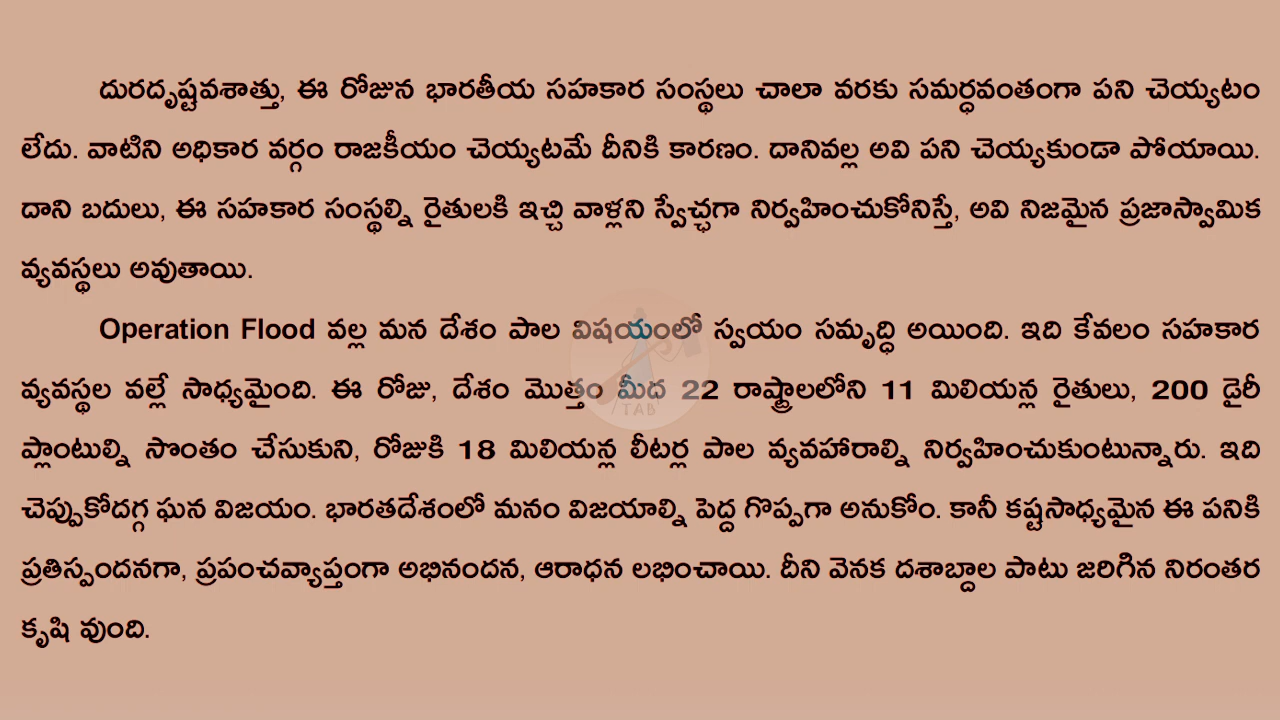 దురదృష్టవశాత్తు, ఈ రోజున భారతీయ సహకార సంస్థలు చాలా వరకు సమర్ధవంతంగా పని చెయ్యటం
లేదు. వాటిని అధికార వర్గం రాజకీయం చెయ్యటమే దీనికి కారణం. దానివల్ల అవి పని చెయ్యకుండా పోయాయి.
దాని బదులు, ఈ సహకార సంస్థల్ని రైతులకి ఇచ్చి వాళ్లని స్వేచ్ఛగా నిర్వహించుకోనిస్తే, అవి నిజమైన ప్రజాస్వామిక
వ్యవస్థలు అవుతాయి.
Operation Flood వల్ల మన దేశం పాల విషయంలో స్వయం సమృద్ధి అయింది. ఇది కేవలం సహకార
వ్యవస్థల వల్లే సాధ్యమైంది. ఈ రోజు, దేశం మొత్తం మీద 22 రాష్ట్రాలలోని 11 మిలియన్ల రైతులు, 200 డైరీ
ప్లాంటుల్ని సొంతం చేసుకుని, రోజుకి 18 మిలియన్ల లీటర్ల పాల వ్యవహారాల్ని నిర్వహించుకుంటున్నారు. ఇది
చెప్పుకోదగ్గ ఘన విజయం. భారతదేశంలో మనం విజయాల్ని పెద్ద గొప్పగా అనుకోం. కానీ కష్టసాధ్యమైన ఈ పనికి
ప్రతిస్పందనగా, ప్రపంచవ్యాప్తంగా అభినందన, ఆరాధన లభించాయి. దీని వెనక దశాబ్దాల పాటు జరిగిన నిరంతర
కృషి వుంది.
TAB